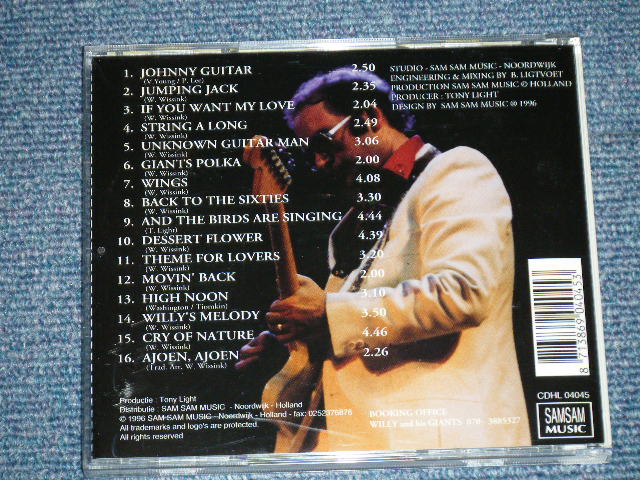 1. JOHNNY GUITAR 2.50
(V Young / P. Lee)
2. JUMPING JACK 2.35
(W. Wissink)
3. IF YOU WANT MY LOVE 2.04
(W. Wissink)
4. STRING A LONG 2.49
(W. Wissink)
5. UNKNOWN GUITAR MAN 3.06
(W. Wissink)
6. GIANT'S POLKA 2.00
(W. Wissink)
7. WINGS 4.08
(W. Wissink)
8. BACK TO THE SIXTIES 3.30
(W. Wissink)
9. AND THE BIRDS ARE SINGING 4.44
(T. Light)
10. DESSERT FLOWER 4.39
(W. Wissink)
11. THEME FOR LOVERS 3.20
(W. Wissink)
12. MOVIN' BACK 2.00
(W. Wissink)
13. HIGH NOON 3.10
(Washington / Tiomkin)
14. WILLY'S MELODY 3.50
(W. Wissink)
15. CRY OF NATURE 4.46
(W. Wissink)
16. AJOEN, AJOEN 2.26
(Trad. Arr. W. Wissink)
STUDIO - SAM SAM MUSIC - NOORDWIJK
ENGINEERING & MIXING BY B. LIGTVOET
PRODUCTION SAM SAM MUSIC © HOLLAND
PRODUCER : TONY LIGHT
DESIGN BY SAM SAM MUSIC ® 1996
Productie : Tony Light
Distributie : SAM SAM MUSIC - Noordwijk - Holland
© 1996 SAM SAM MUSIC - Noordwijk - Holland - fax: 0252376876
All trademarks and logo's are protected.
All rights reserved
BOOKING OFFICE
WILLY and his GIANTS 070 - 3885327
8 713869 040453
CDHL 04045
SAMSAM
MUSIC